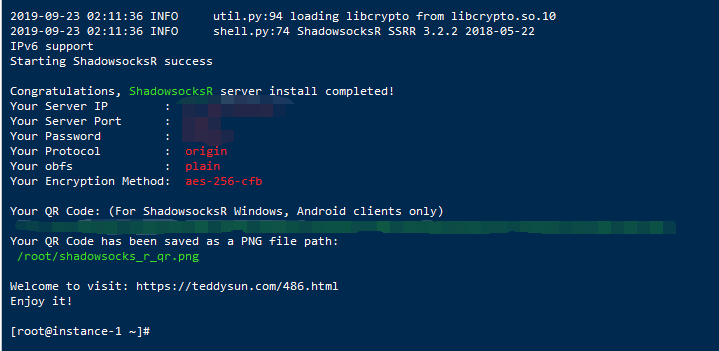 2019-09-23 02:11:36 INFO     util.py:94 loading libcrypto from libcrypto.so.10
2019-09-23 02:11:36 INFO     shell.py:74 ShadowsocksR SSRR 3.2.2 2018-05-22
IPv6 support
Starting ShadowsocksR success
Congratulations, ShadowsocksR server install completed!
Your Server IP        :
Your Server Port      :
Your Password         :
Your Protocol         :  origin
Your obfs             :  plain
Your Encryption Method:  aes-256-cfb
Your QR Code: (For ShadowsocksR Windows, Android clients only)
Your QR Code has been saved as a PNG file path:
/root/shadowsocks_r_qr.png
Welcome to visit: https://teddysun.com/486.html
Enjoy it!
[root@instance-1 ~]#